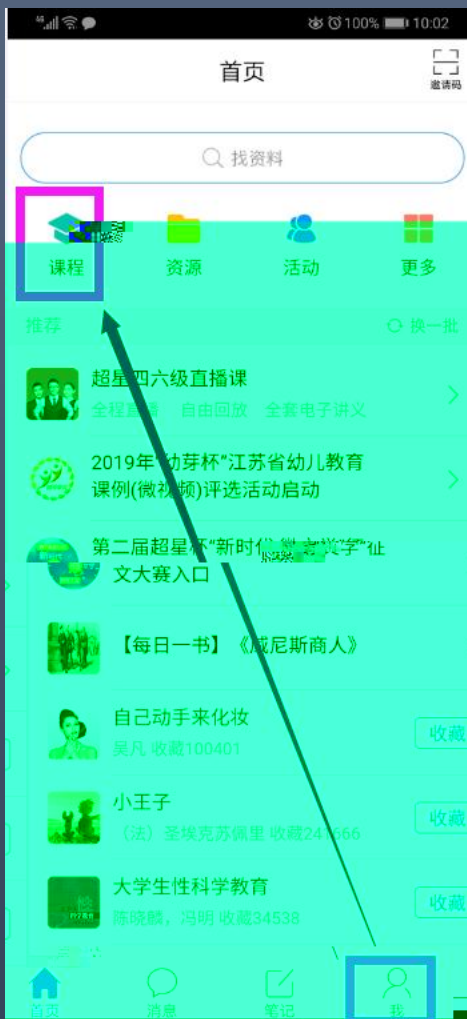 46 100% 10:02
首页
邀请码
找资料
课程 资源 活动 更多
推荐 换一批
超星四六级直播课
全程直播 自由回放 全套电子讲义
2019年"幼芽杯"江苏省幼儿教育
课例(微视频)评选活动启动
第二届超星杯"新时代 征
文大赛入口
【每日一书】《威尼斯商人》
自己动手来化妆
吴凡 收藏100401
收藏
小王子
（法）圣埃克苏佩里 收藏241666
收藏
大学生性科学教育
陈晓麟，冯明 收藏34538
收藏
首页 消息 笔记 我